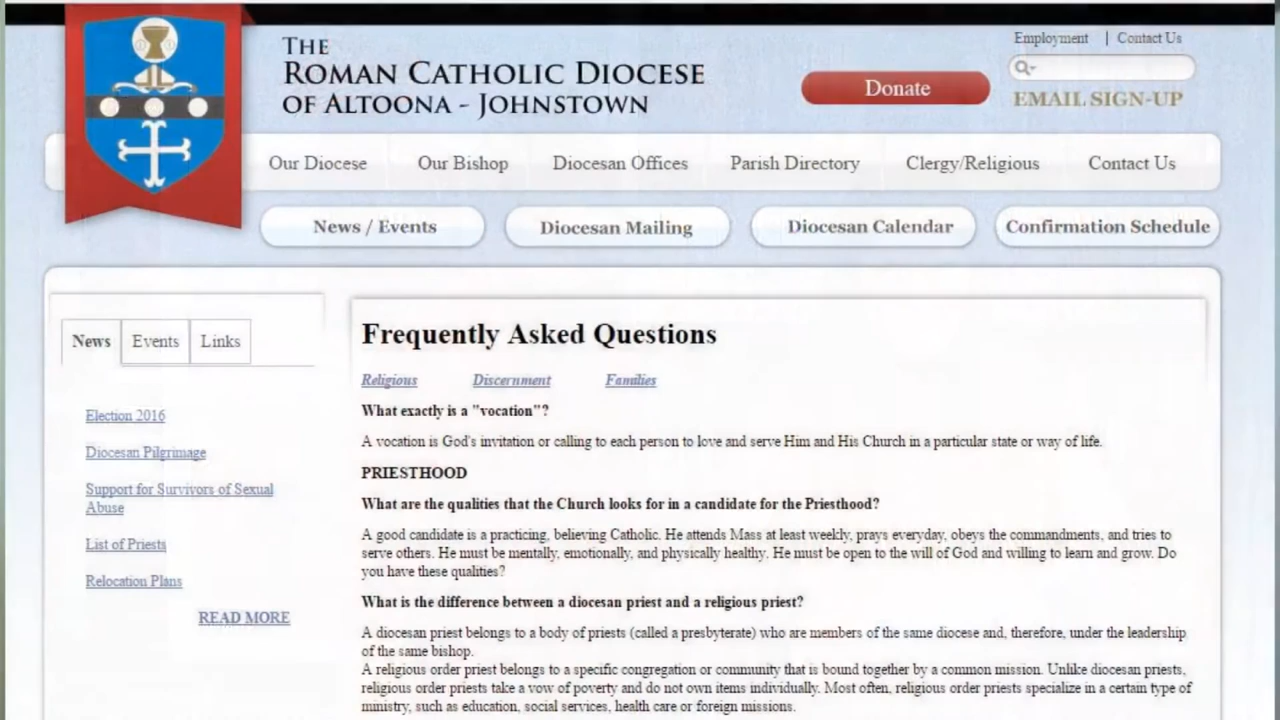 THE
ROMAN CATHOLIC DIOCESE
OF ALTOONA - JOHNSTOWN
Donate
Employment | Contact Us
EMAIL SIGN-UP
Our Diocese
Our Bishop
Diocesan Offices
Parish Directory
Clergy/Religious
Contact Us
News / Events
Diocesan Mailing
Diocesan Calendar
Confirmation Schedule
News
Events
Links
Election 2016
Diocesan Pilgrimage
Support for Survivors of Sexual
Abuse
List of Priests
Relocation Plans
READ MORE
Frequently Asked Questions
Religious
Discernment
Families
What exactly is a "vocation"?
A vocation is God's invitation or calling to each person to love and serve Him and His Church in a particular state or way of life.
PRIESTHOOD
What are the qualities that the Church looks for in a candidate for the Priesthood?
A good candidate is a practicing, believing Catholic. He attends Mass at least weekly, prays everyday, obeys the commandments, and tries to
serve others. He must be mentally, emotionally, and physically healthy. He must be open to the will of God and willing to learn and grow. Do
you have these qualities?
What is the difference between a diocesan priest and a religious priest?
A diocesan priest belongs to a body of priests (called a presbyterate) who are members of the same diocese and, therefore, under the leadership
of the same bishop.
A religious order priest belongs to a specific congregation or community that is bound together by a common mission. Unlike diocesan priests,
religious order priests take a vow of poverty and do not own items individually. Most often, religious order priests specialize in a certain type of
ministry, such as education, social services, health care or foreign missions.